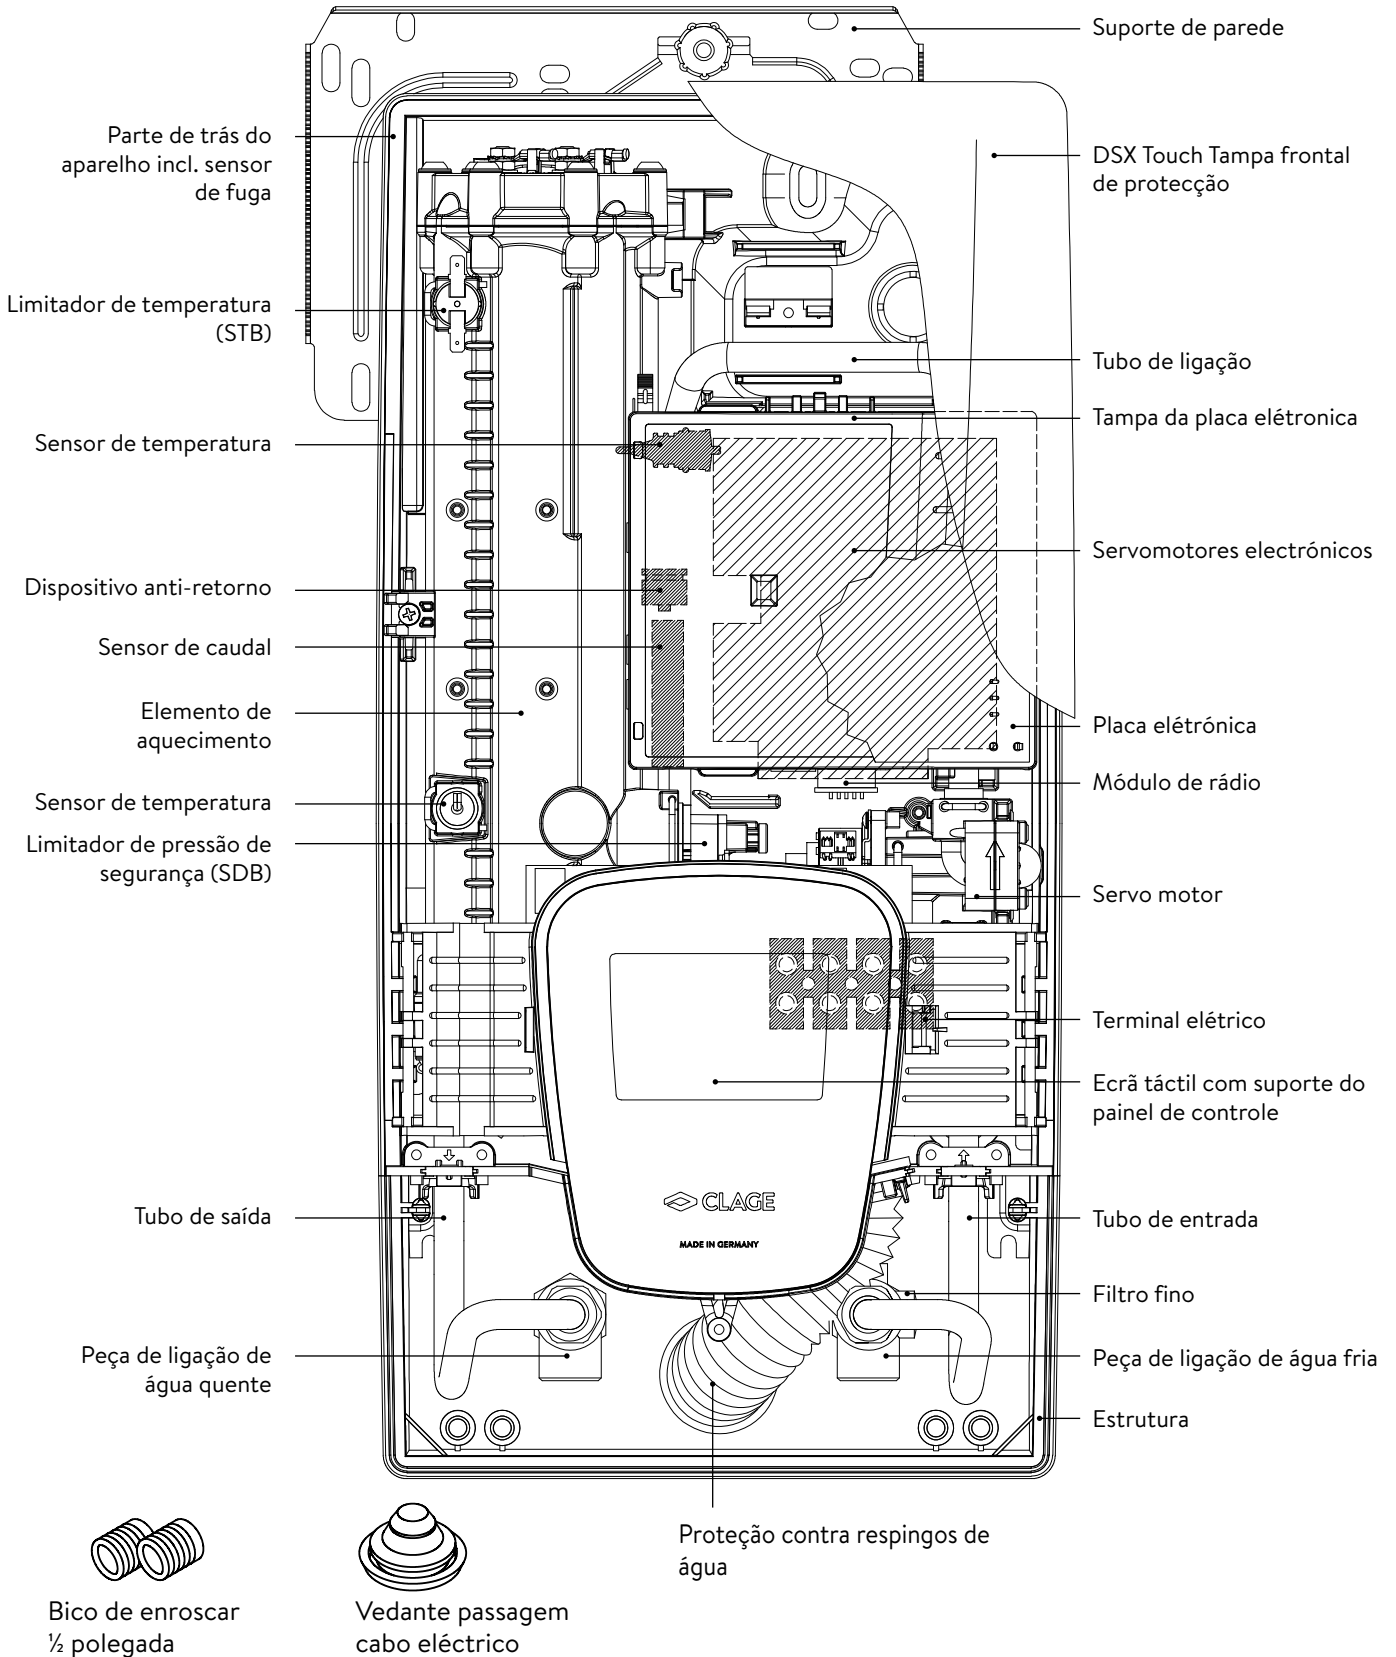 Suporte de parede
Parte de trás do
aparelho incl. sensor
de fuga
DSX Touch Tampa frontal
de protecção
Limitador de temperatura
(STB)
Tubo de ligação
Tampa da placa elétronica
Sensor de temperatura
Servomotores electrónicos
Dispositivo anti-retorno
Sensor de caudal
Elemento de
aquecimento
Placa elétrónica
Módulo de rádio
Sensor de temperatura
Limitador de pressão de
segurança (SDB)
Servo motor
Terminal elétrico
Ecrã táctil com suporte do
painel de controle
CLAGE
MADE IN GERMANY
Tubo de saída
Tubo de entrada
Filtro fino
Peça de ligação de
água quente
Peça de ligação de água fria
Estrutura
Proteção contra respingos de
água
Bico de enroscar
½ polegada
Vedante passagem
cabo eléctrico